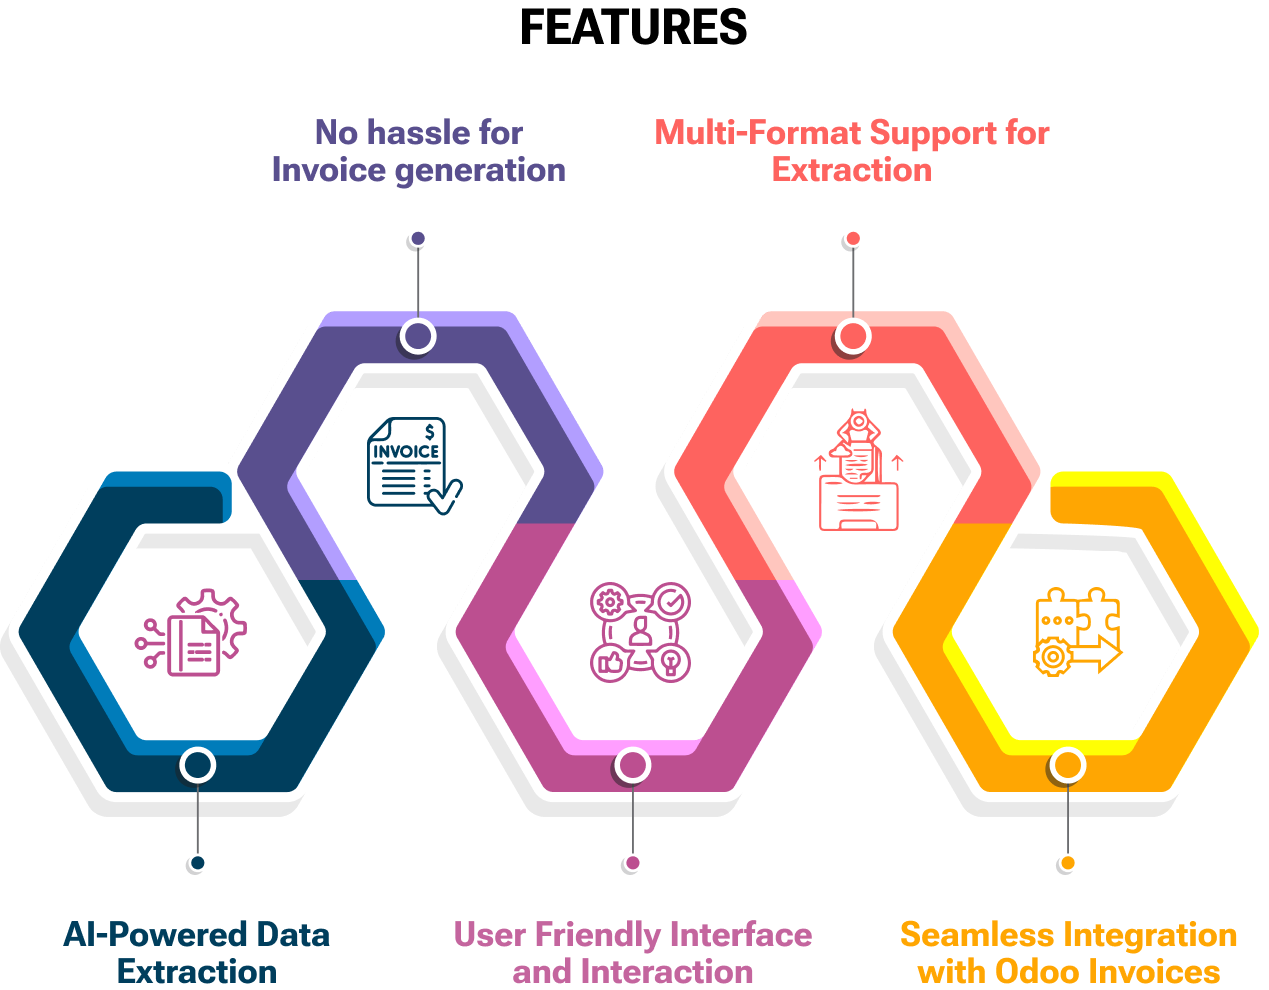 FEATURES
No hassle for
Invoice generation
Multi-Format Support for
Extraction
$
INVOICE
AI-Powered Data
Extraction
User Friendly Interface
and Interaction
Seamless Integration
with Odoo Invoices